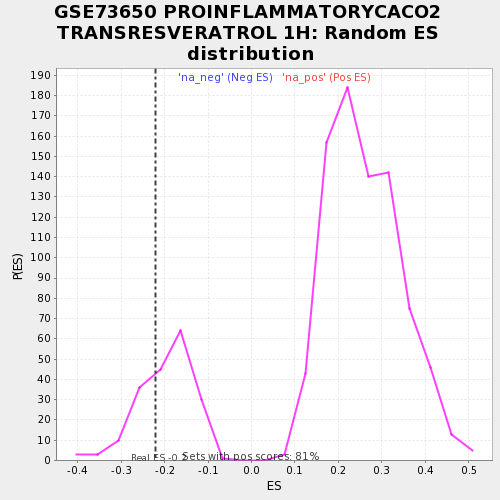 GSE73650 PROINFLAMMATORYCACO2
TRANSRESVERATROL 1H: Random ES
distribution
'na_neg' (Neg ES) 'na_pos' (Pos ES)
190
180
170
160
150
140
130
120
110
100
90
80
70
60
50
40
30
20
10
0
P(ES)
Real ES -0.2
Sets with pos scores: 81%
-0.4 -0.3 -0.2 -0.1 0.0 0.1 0.2 0.3 0.4 0.5
ES